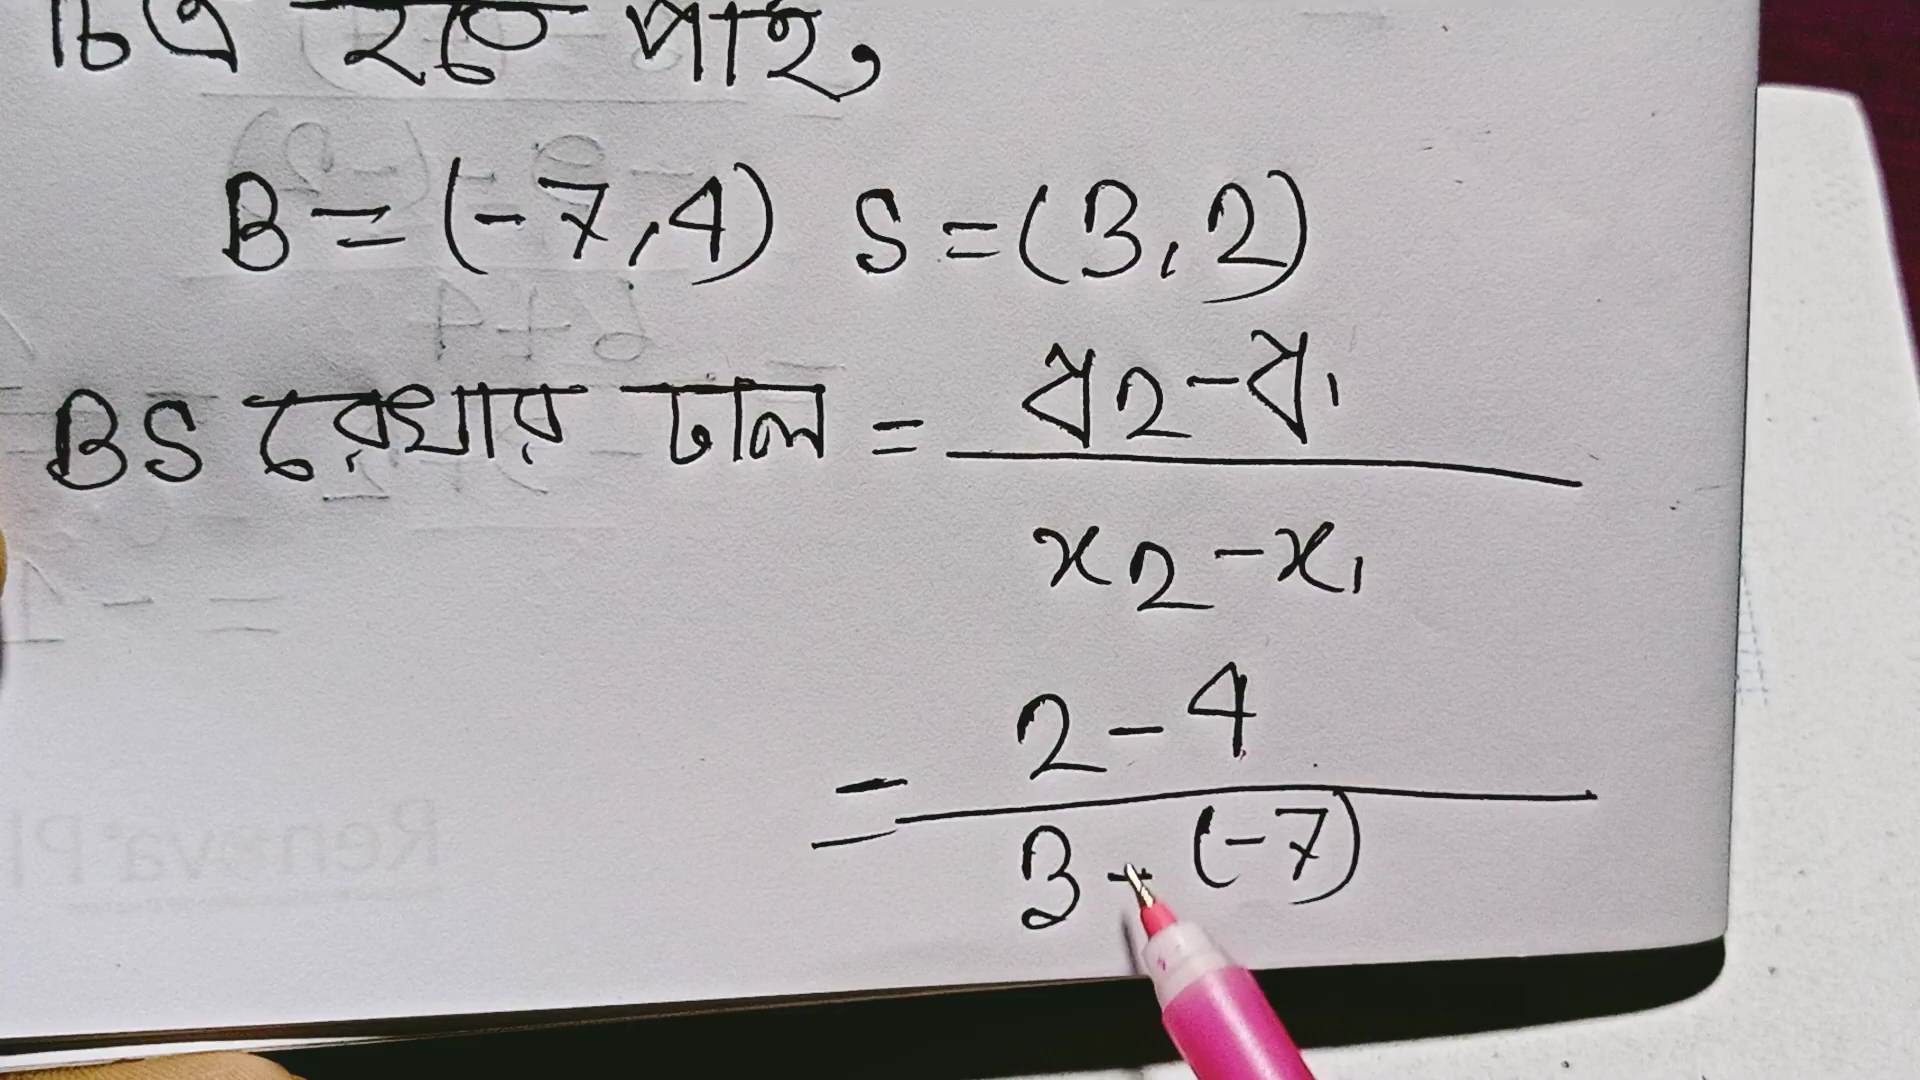 চিত্র হতে পাই,
B = (-7,4) S = (3,2)
BS রেখার ঢাল = y2-y1
x2-x1
= 2-4
3-(-7)